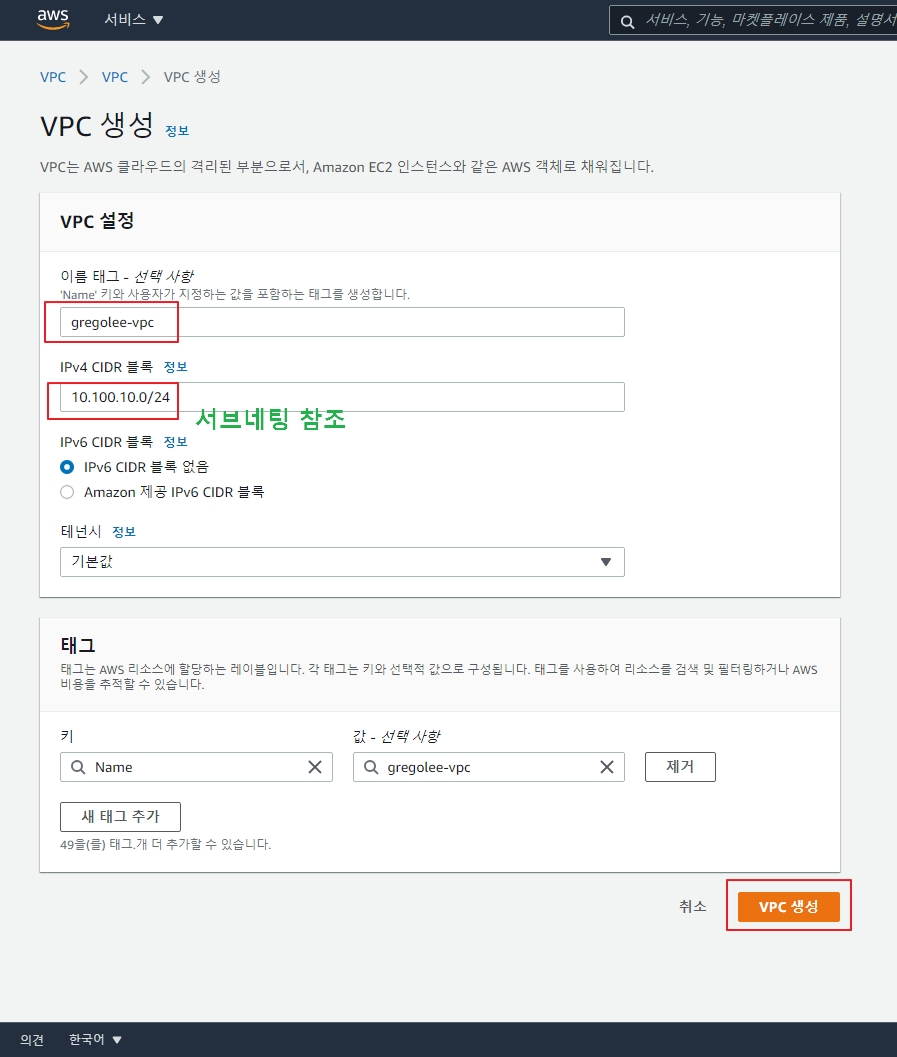 aws 서비스 ▼ 서비스, 기능, 마켓플레이스 제품, 설명서
VPC > VPC > VPC 생성
VPC 생성 정보
VPC는 AWS 클라우드의 격리된 부분으로서, Amazon EC2 인스턴스와 같은 AWS 객체로 채워집니다.
VPC 설정
이름 태그 - 선택 사항
'Name' 키와 사용자가 지정하는 값을 포함하는 태그를 생성합니다.
gregolee-vpc
IPv4 CIDR 블록 정보
10.100.10.0/24
서브네팅 참조
IPv6 CIDR 블록 정보
IPv6 CIDR 블록 없음
Amazon 제공 IPv6 CIDR 블록
테넌시 정보
기본값
태그
태그는 AWS 리소스에 할당하는 레이블입니다. 각 태그는 키와 선택적 값으로 구성됩니다. 태그를 사용하여 리소스를 검색 및 필터링하거나 AWS
비용을 추적할 수 있습니다.
키 값 - 선택 사항
Name gregolee-vpc 제거
새 태그 추가
49을(를) 태그.개 더 추가할 수 있습니다.
취소 VPC 생성
의견 한국어 ▼